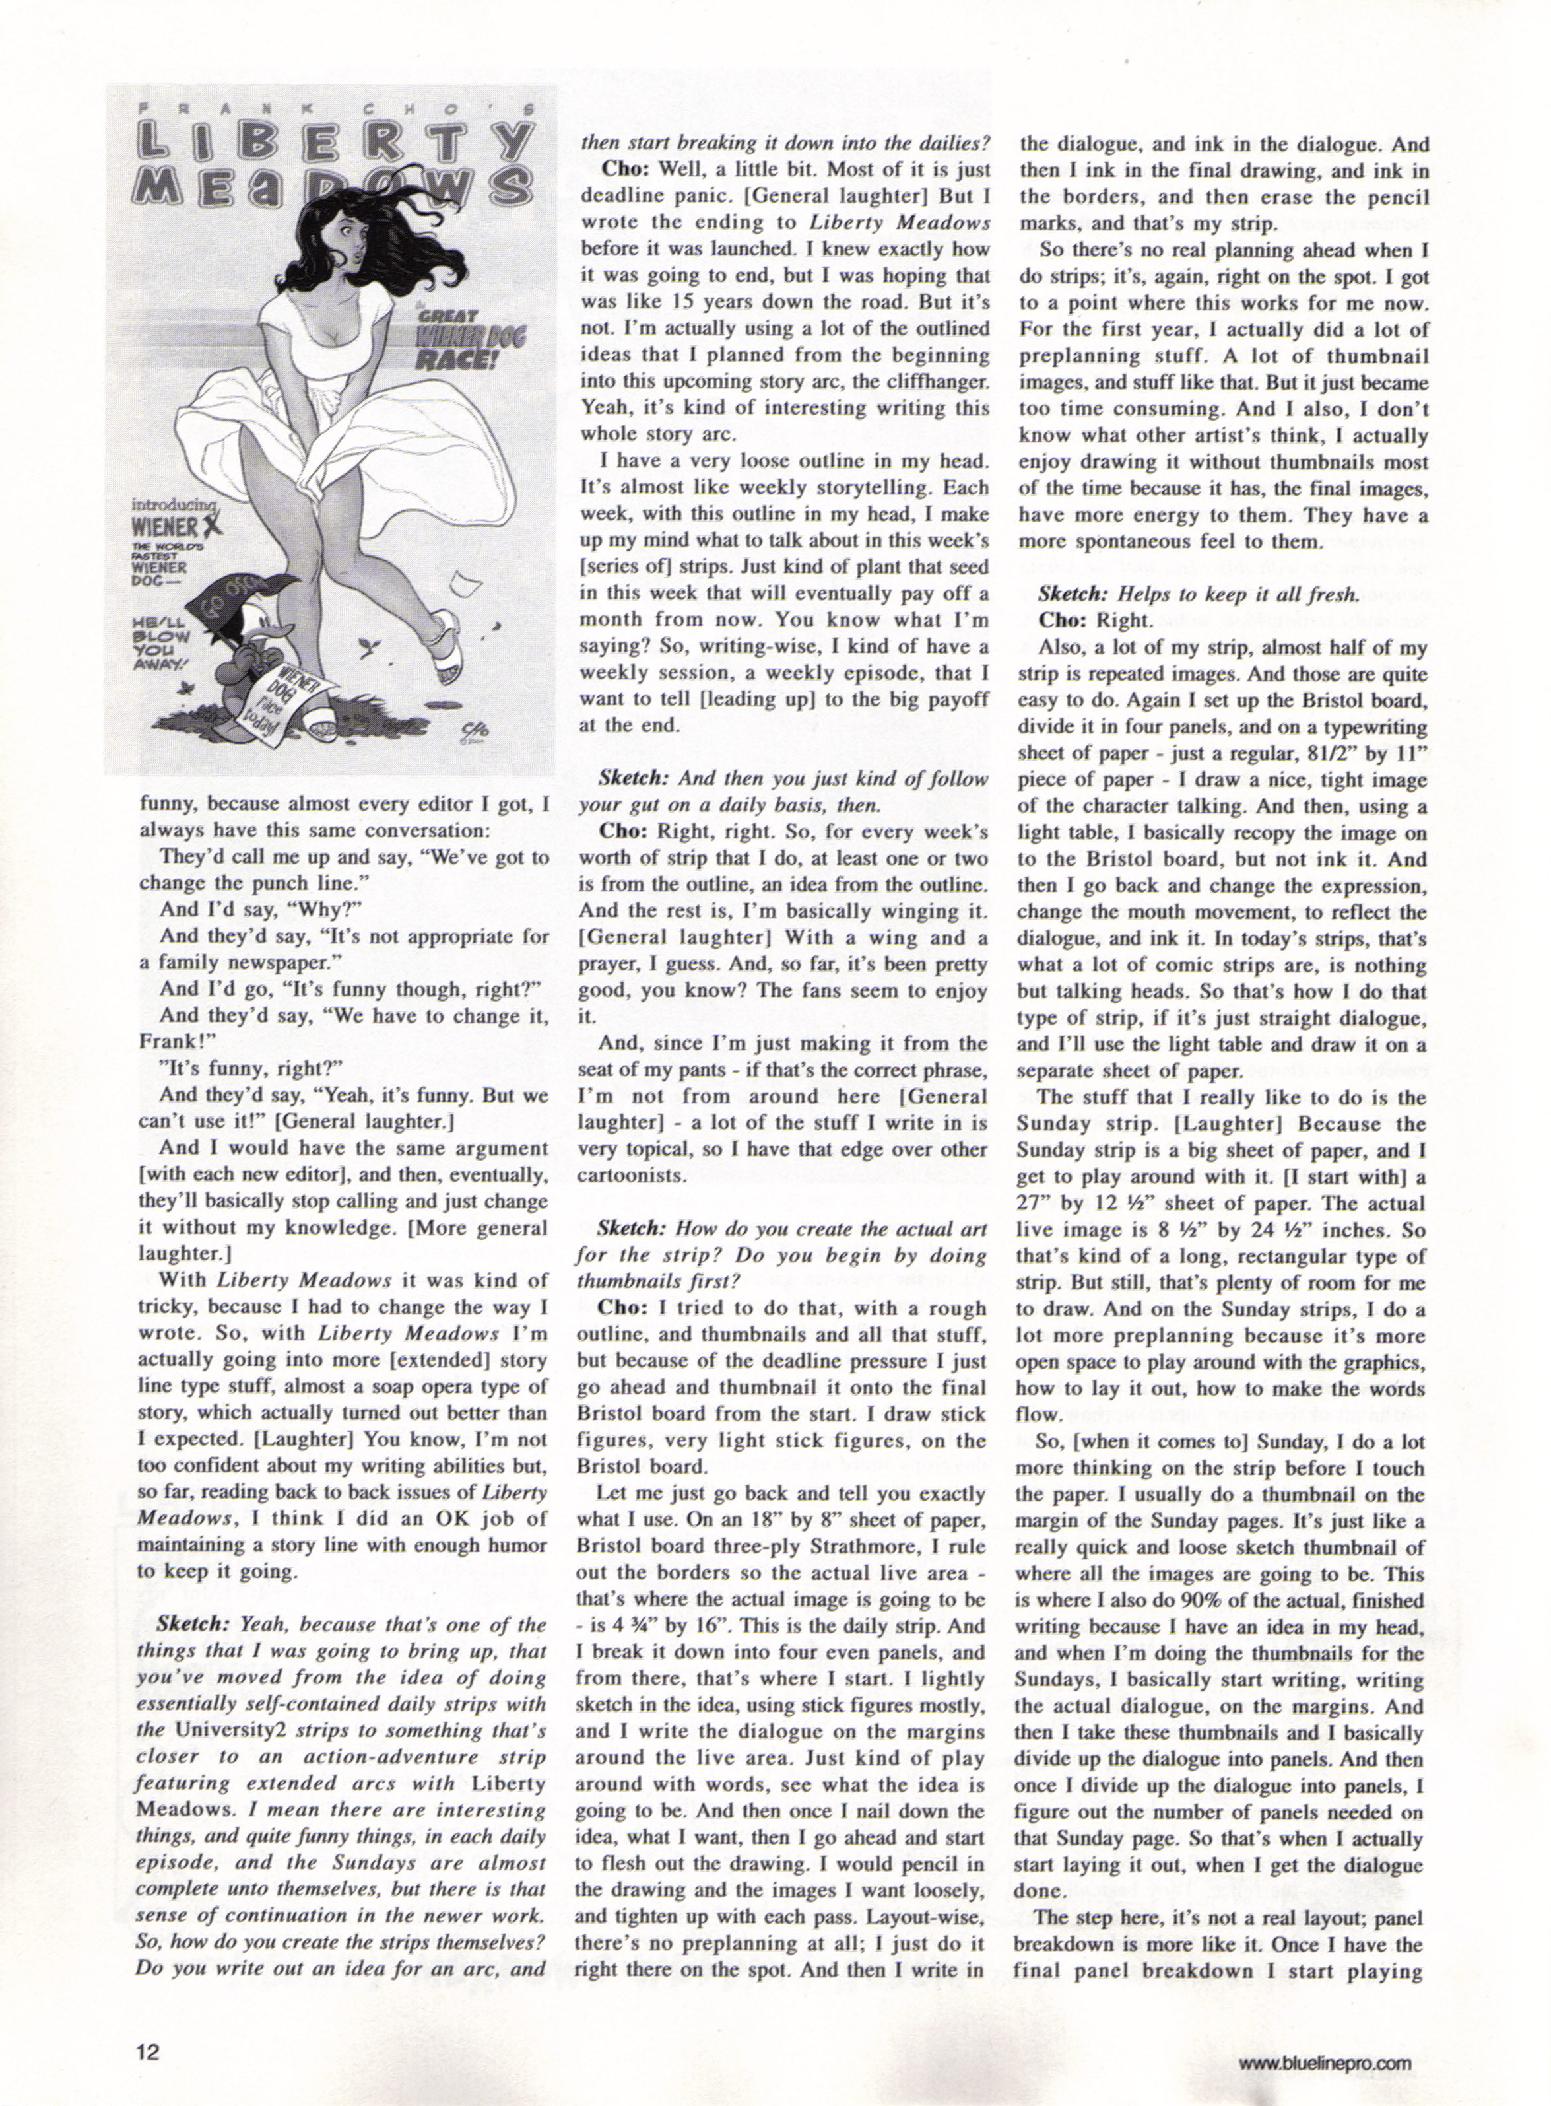 FRANK CHO'S
LIBERTY
MEADOWS
the
GREAT
WIENER DOG
RACE!
introducing
WIENER X
THE WORLD'S
FASTEST
WIENER
DOG—
HE'LL
BLOW
YOU
AWAY!
GO OSCAR
WIENER
DOG
Race
today!
CHO
funny, because almost every editor I got, I
always have this same conversation:
They'd call me up and say, “We've got to
change the punch line.”
And I'd say, “Why?”
And they'd say, “It's not appropriate for
a family newspaper.”
And I'd go, “It's funny though, right?”
And they'd say, “We have to change it,
Frank!”
”It's funny, right?”
And they'd say, “Yeah, it's funny. But we
can't use it!” [General laughter.]
And I would have the same argument
[with each new editor], and then, eventually,
they'll basically stop calling and just change
it without my knowledge. [More general
laughter.]
With Liberty Meadows it was kind of
tricky, because I had to change the way I
wrote. So, with Liberty Meadows I'm
actually going into more [extended] story
line type stuff, almost a soap opera type of
story, which actually turned out better than
I expected. [Laughter] You know, I'm not
too confident about my writing abilities but,
so far, reading back to back issues of Liberty
Meadows, I think I did an OK job of
maintaining a story line with enough humor
to keep it going.
Sketch: Yeah, because that's one of the
things that I was going to bring up, that
you've moved from the idea of doing
essentially self-contained daily strips with
the University2 strips to something that's
closer to an action-adventure strip
featuring extended arcs with Liberty
Meadows. I mean there are interesting
things, and quite funny things, in each daily
episode, and the Sundays are almost
complete unto themselves, but there is that
sense of continuation in the newer work.
So, how do you create the strips themselves?
Do you write out an idea for an arc, and
then start breaking it down into the dailies?
Cho: Well, a little bit. Most of it is just
deadline panic. [General laughter] But I
wrote the ending to Liberty Meadows
before it was launched. I knew exactly how
it was going to end, but I was hoping that
was like 15 years down the road. But it's
not. I'm actually using a lot of the outlined
ideas that I planned from the beginning
into this upcoming story arc, the cliffhanger.
Yeah, it's kind of interesting writing this
whole story arc.
I have a very loose outline in my head.
It's almost like weekly storytelling. Each
week, with this outline in my head, I make
up my mind what to talk about in this week's
[series of] strips. Just kind of plant that seed
in this week that will eventually pay off a
month from now. You know what I'm
saying? So, writing-wise, I kind of have a
weekly session, a weekly episode, that I
want to tell [leading up] to the big payoff
at the end.
Sketch: And then you just kind of follow
your gut on a daily basis, then.
Cho: Right, right. So, for every week's
worth of strip that I do, at least one or two
is from the outline, an idea from the outline.
And the rest is, I'm basically winging it.
[General laughter] With a wing and a
prayer, I guess. And, so far, it's been pretty
good, you know? The fans seem to enjoy
it.
And, since I'm just making it from the
seat of my pants - if that's the correct phrase,
I'm not from around here [General
laughter] - a lot of the stuff I write in is
very topical, so I have that edge over other
cartoonists.
Sketch: How do you create the actual art
for the strip? Do you begin by doing
thumbnails first?
Cho: I tried to do that, with a rough
outline, and thumbnails and all that stuff,
but because of the deadline pressure I just
go ahead and thumbnail it onto the final
Bristol board from the start. I draw stick
figures, very light stick figures, on the
Bristol board.
Let me just go back and tell you exactly
what I use. On an 18” by 8” sheet of paper,
Bristol board three-ply Strathmore, I rule
out the borders so the actual live area -
that's where the actual image is going to be
- is 4 ¾” by 16”. This is the daily strip. And
I break it down into four even panels, and
from there, that's where I start. I lightly
sketch in the idea, using stick figures mostly,
and I write the dialogue on the margins
around the live area. Just kind of play
around with words, see what the idea is
going to be. And then once I nail down the
idea, what I want, then I go ahead and start
to flesh out the drawing. I would pencil in
the drawing and the images I want loosely,
and tighten up with each pass. Layout-wise,
there's no preplanning at all; I just do it
right there on the spot. And then I write in
the dialogue, and ink in the dialogue. And
then I ink in the final drawing, and ink in
the borders, and then erase the pencil
marks, and that's my strip.
So there's no real planning ahead when I
do strips; it's, again, right on the spot. I got
to a point where this works for me now.
For the first year, I actually did a lot of
preplanning stuff. A lot of thumbnail
images, and stuff like that. But it just became
too time consuming. And I also, I don't
know what other artist's think, I actually
enjoy drawing it without thumbnails most
of the time because it has, the final images,
have more energy to them. They have a
more spontaneous feel to them.
Sketch: Helps to keep it all fresh.
Cho: Right.
Also, a lot of my strip, almost half of my
strip is repeated images. And those are quite
easy to do. Again I set up the Bristol board,
divide it in four panels, and on a typewriting
sheet of paper - just a regular, 81/2” by 11”
piece of paper - I draw a nice, tight image
of the character talking. And then, using a
light table, I basically recopy the image on
to the Bristol board, but not ink it. And
then I go back and change the expression,
change the mouth movement, to reflect the
dialogue, and ink it. In today's strips, that's
what a lot of comic strips are, is nothing
but talking heads. So that's how I do that
type of strip, if it's just straight dialogue,
and I'll use the light table and draw it on a
separate sheet of paper.
The stuff that I really like to do is the
Sunday strip. [Laughter] Because the
Sunday strip is a big sheet of paper, and I
get to play around with it. [I start with] a
27” by 12 ½” sheet of paper. The actual
live image is 8 ½” by 24 ½” inches. So
that's kind of a long, rectangular type of
strip. But still, that's plenty of room for me
to draw. And on the Sunday strips, I do a
lot more preplanning because it's more
open space to play around with the graphics,
how to lay it out, how to make the words
flow.
So, [when it comes to] Sunday, I do a lot
more thinking on the strip before I touch
the paper. I usually do a thumbnail on the
margin of the Sunday pages. It's just like a
really quick and loose sketch thumbnail of
where all the images are going to be. This
is where I also do 90% of the actual, finished
writing because I have an idea in my head,
and when I'm doing the thumbnails for the
Sundays, I basically start writing, writing
the actual dialogue, on the margins. And
then I take these thumbnails and I basically
divide up the dialogue into panels. And then
once I divide up the dialogue into panels, I
figure out the number of panels needed on
that Sunday page. So that's when I actually
start laying it out, when I get the dialogue
done.
The step here, it's not a real layout; panel
breakdown is more like it. Once I have the
final panel breakdown I start playing
12
www.bluelinepro.com